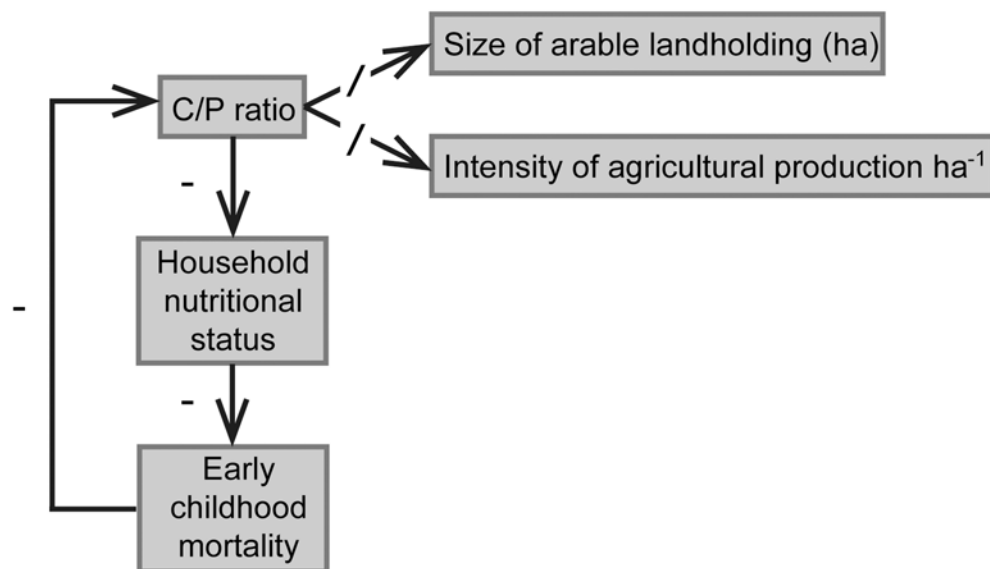 Size of arable landholding (ha)
C/P ratio
/
/
Intensity of agricultural production ha⁻¹
-
Household
nutritional
status
-
-
Early
childhood
mortality